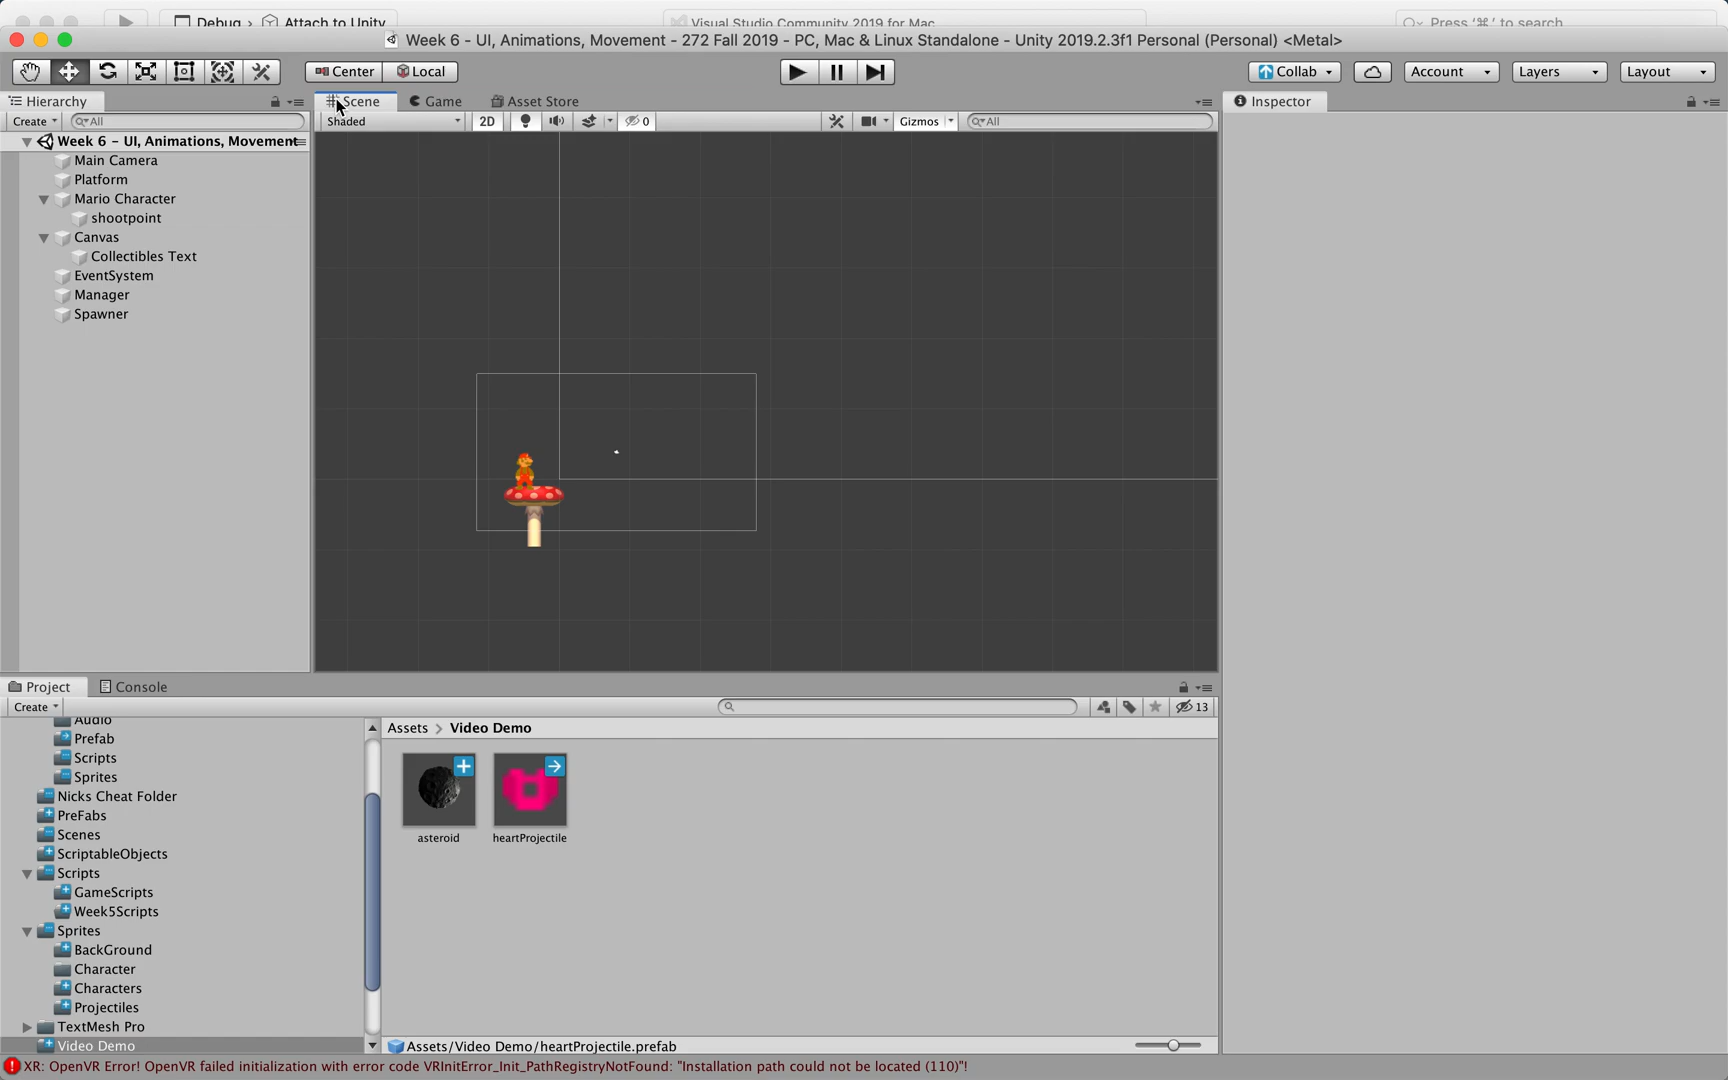 Debug › Attach to Unity
Visual Studio Community 2019 for Mac
Press '⌘.' to search
Week 6 - UI, Animations, Movement - 272 Fall 2019 - PC, Mac & Linux Standalone - Unity 2019.2.3f1 Personal (Personal) <Metal>
Center Local Collab Account Layers Layout
Hierarchy Scene Game Asset Store Inspector
Create All Shaded 2D 0 Gizmos All
Week 6 - UI, Animations, Movement
Main Camera
Platform
Mario Character
shootpoint
Canvas
Collectibles Text
EventSystem
Manager
Spawner
Project Console
Create 13
Audio
Prefab
Scripts
Sprites
Nicks Cheat Folder
PreFabs
Scenes
ScriptableObjects
Scripts
GameScripts
Week5Scripts
Sprites
BackGround
Character
Characters
Projectiles
TextMesh Pro
Video Demo
Assets > Video Demo
asteroid heartProjectile
Assets/Video Demo/heartProjectile.prefab
XR: OpenVR Error! OpenVR failed initialization with error code VRInitError_Init_PathRegistryNotFound: "Installation path could not be located (110)"!